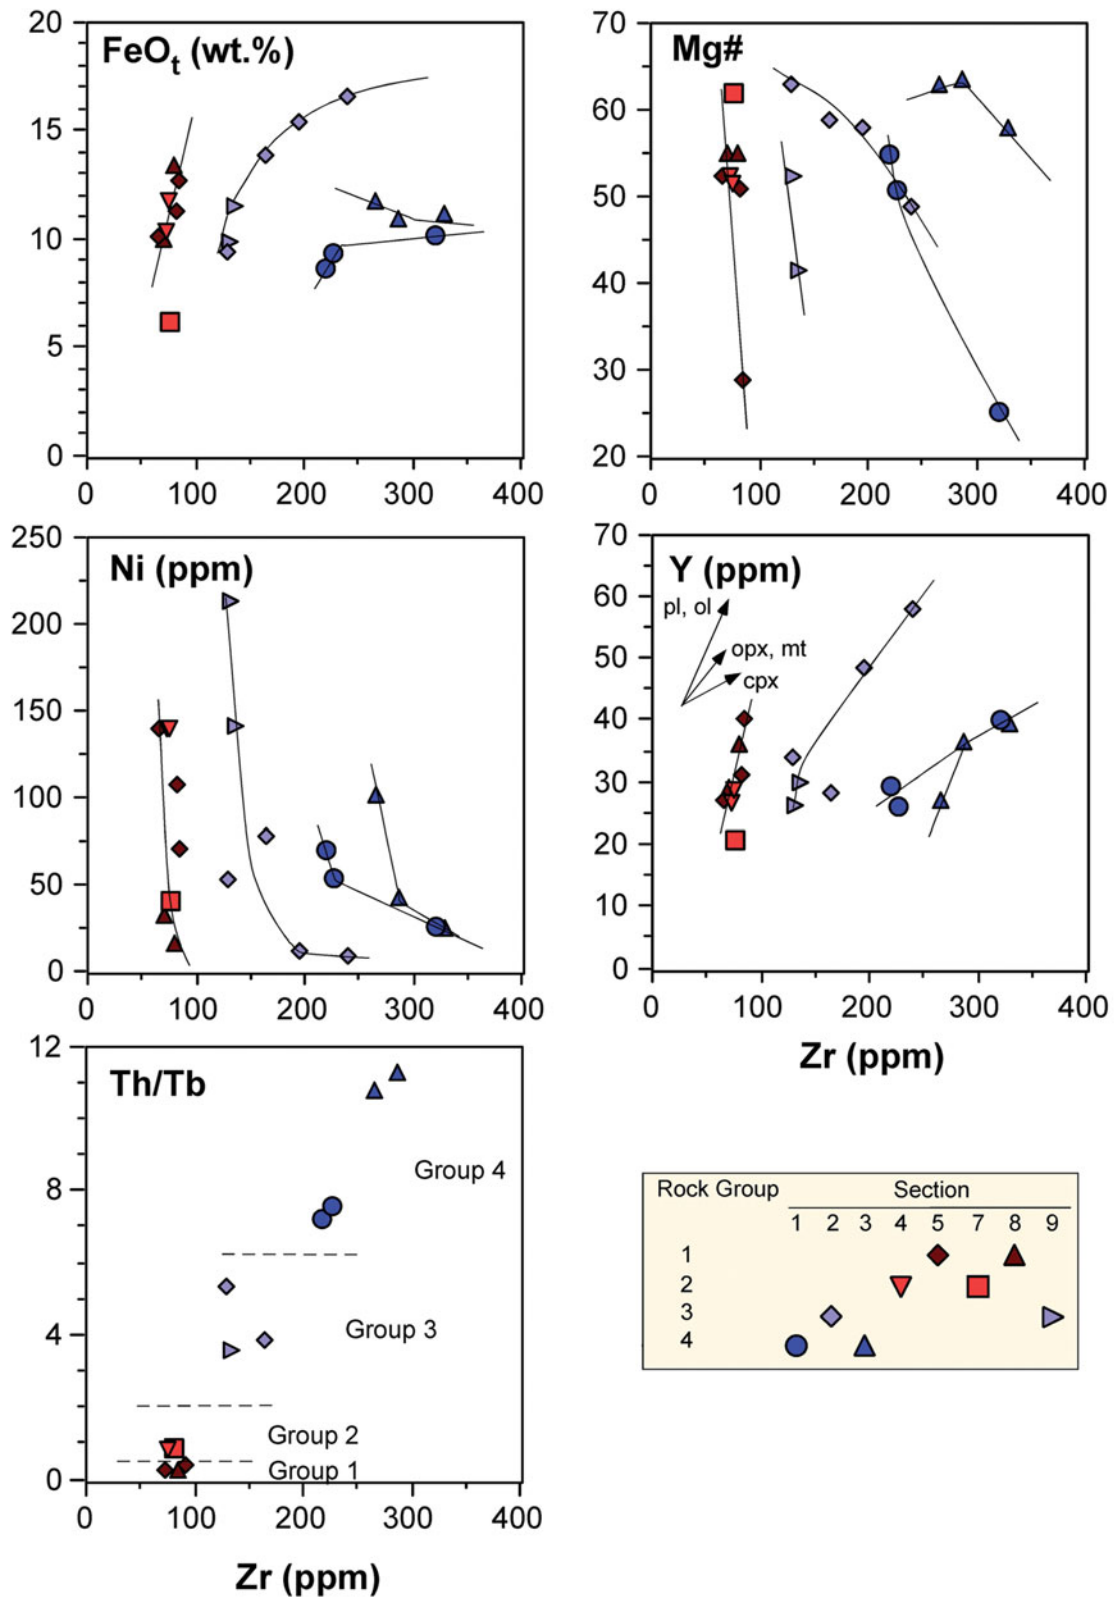 FeOt (wt.%)
20
15
10
5
0
0 100 200 300 400
Mg#
70
60
50
40
30
20
0 100 200 300 400
Ni (ppm)
250
200
150
100
50
0
0 100 200 300 400
Y (ppm)
70
60
50
40
30
20
10
0
pl, ol
opx, mt
cpx
0 100 200 300 400
Zr (ppm)
Th/Tb
12
8
4
0
Group 4
Group 3
Group 2
Group 1
0 100 200 300 400
Zr (ppm)
Rock Group Section
1 2 3 4 5 7 8 9
1
2
3
4